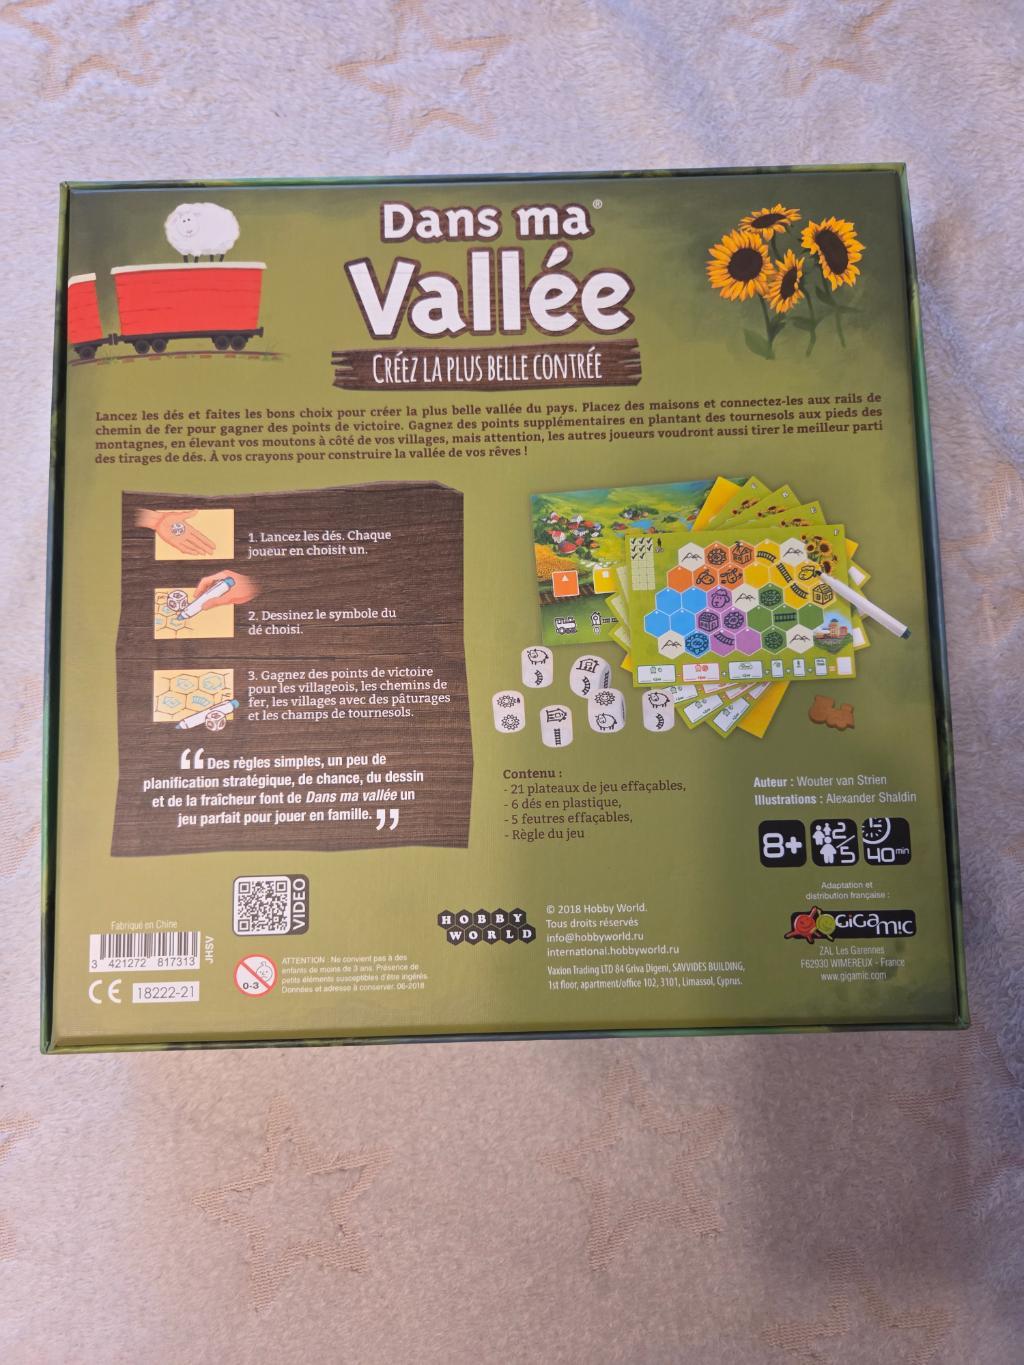 Dans ma®
Vallée
CRÉEZ LA PLUS BELLE CONTRÉE
Lancez les dés et faites les bons choix pour créer la plus belle vallée du pays. Placez des maisons et connectez-les aux rails de
chemin de fer pour gagner des points de victoire. Gagnez des points supplémentaires en plantant des tournesols aux pieds des
montagnes, en élevant vos moutons à côté de vos villages, mais attention, les autres joueurs voudront aussi tirer le meilleur parti
des tirages de dés. À vos crayons pour construire la vallée de vos rêves !
1. Lancez les dés. Chaque
joueur en choisit un.
2. Dessinez le symbole du
dé choisi.
3. Gagnez des points de victoire
pour les villageois, les chemins de
fer, les villages avec des pâturages
et les champs de tournesols.
“ Des règles simples, un peu de
planification stratégique, de chance, du dessin
et de la fraîcheur font de Dans ma vallée un
jeu parfait pour jouer en famille. ”
Contenu :
- 21 plateaux de jeu effaçables,
- 6 dés en plastique,
- 5 feutres effaçables,
- Règle du jeu
Auteur : Wouter van Strien
Illustrations : Alexander Shaldin
8+
2/5
15
40 min
Adaptation et
distribution française :
GiGamic
ZAL Les Garennes
F62930 WIMEREUX - France
www.gigamic.com
HOBBY
WORLD
© 2018 Hobby World.
Tous droits réservés
info@hobbyworld.ru
international.hobbyworld.ru
Vaxion Trading LTD 84 Griva Digeni, SAVVIDES BUILDING,
1st floor, apartment/office 102, 3101, Limassol, Cyprus.
VIDEO
Fabriqué en Chine
3 421272 817313
JHSV
CE
18222-21
0-3
ATTENTION : Ne convient pas à des
enfants de moins de 3 ans. Présence de
petits éléments susceptibles d'être ingérés.
Données et adresse à conserver. 06-2018